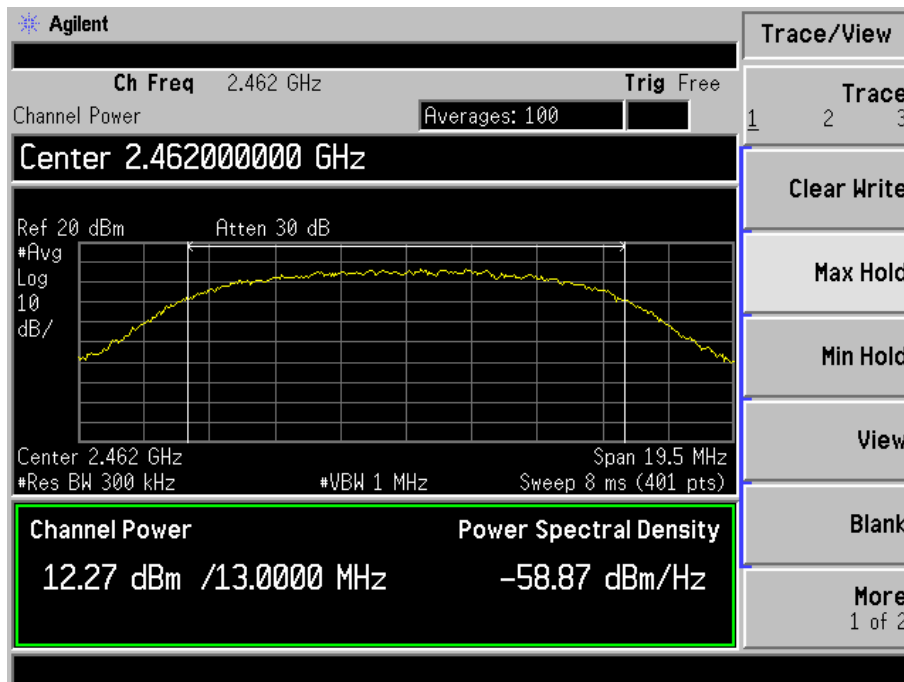 Agilent
Trace/View
Ch Freq 2.462 GHz Trig Free
Channel Power Averages: 100
Trace
1 2 3
Center 2.462000000 GHz
Clear Write
Ref 20 dBm Atten 30 dB
#Avg
Log
10
dB/
Max Hold
Min Hold
View
Center 2.462 GHz Span 19.5 MHz
#Res BW 300 kHz #VBW 1 MHz Sweep 8 ms (401 pts)
Blank
Channel Power Power Spectral Density
12.27 dBm /13.0000 MHz -58.87 dBm/Hz
More
1 of 2